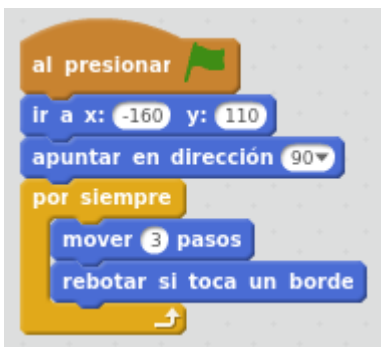 al presionar
ir a x: -160 y: 110
apuntar en dirección 90
por siempre
mover 3 pasos
rebotar si toca un borde